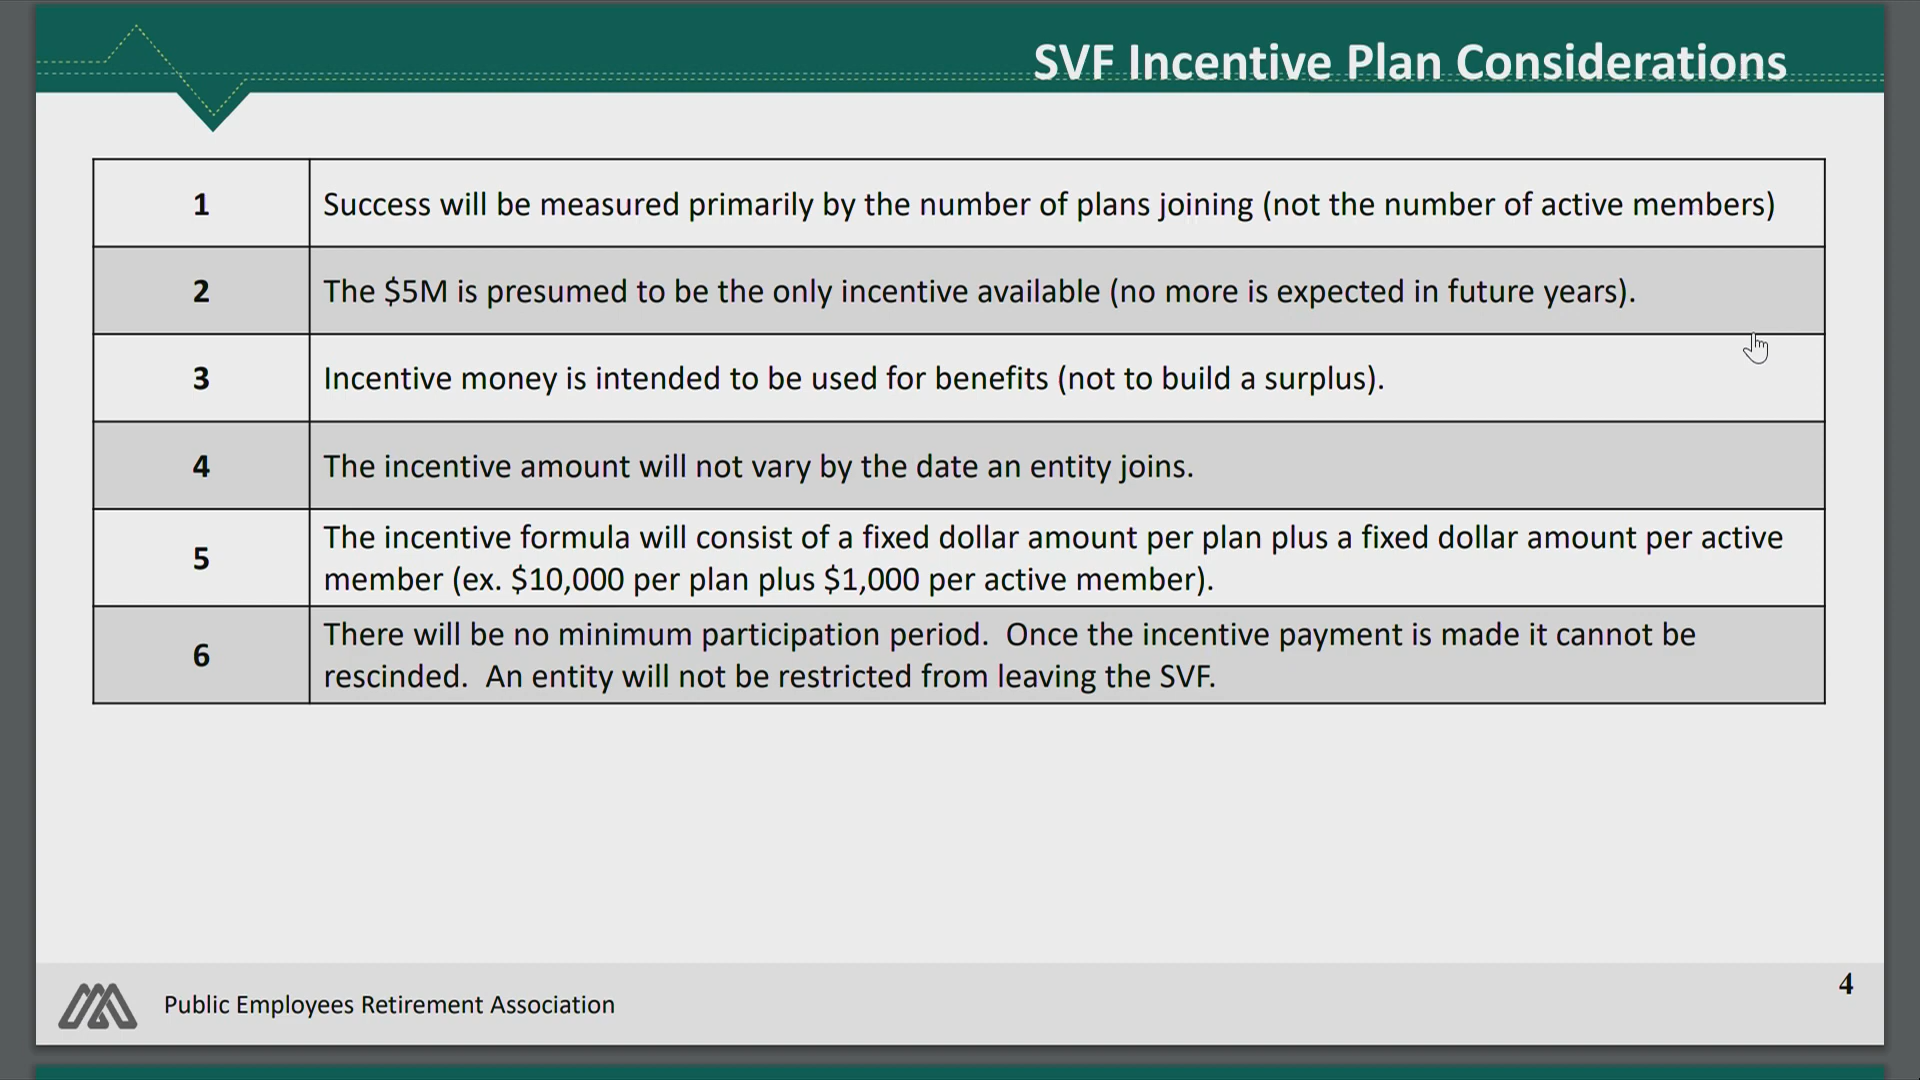 SVF Incentive Plan Considerations
1
Success will be measured primarily by the number of plans joining (not the number of active members)
2
The $5M is presumed to be the only incentive available (no more is expected in future years).
3
Incentive money is intended to be used for benefits (not to build a surplus).
4
The incentive amount will not vary by the date an entity joins.
5
The incentive formula will consist of a fixed dollar amount per plan plus a fixed dollar amount per active
member (ex. $10,000 per plan plus $1,000 per active member).
6
There will be no minimum participation period.  Once the incentive payment is made it cannot be
rescinded.  An entity will not be restricted from leaving the SVF.
Public Employees Retirement Association
4